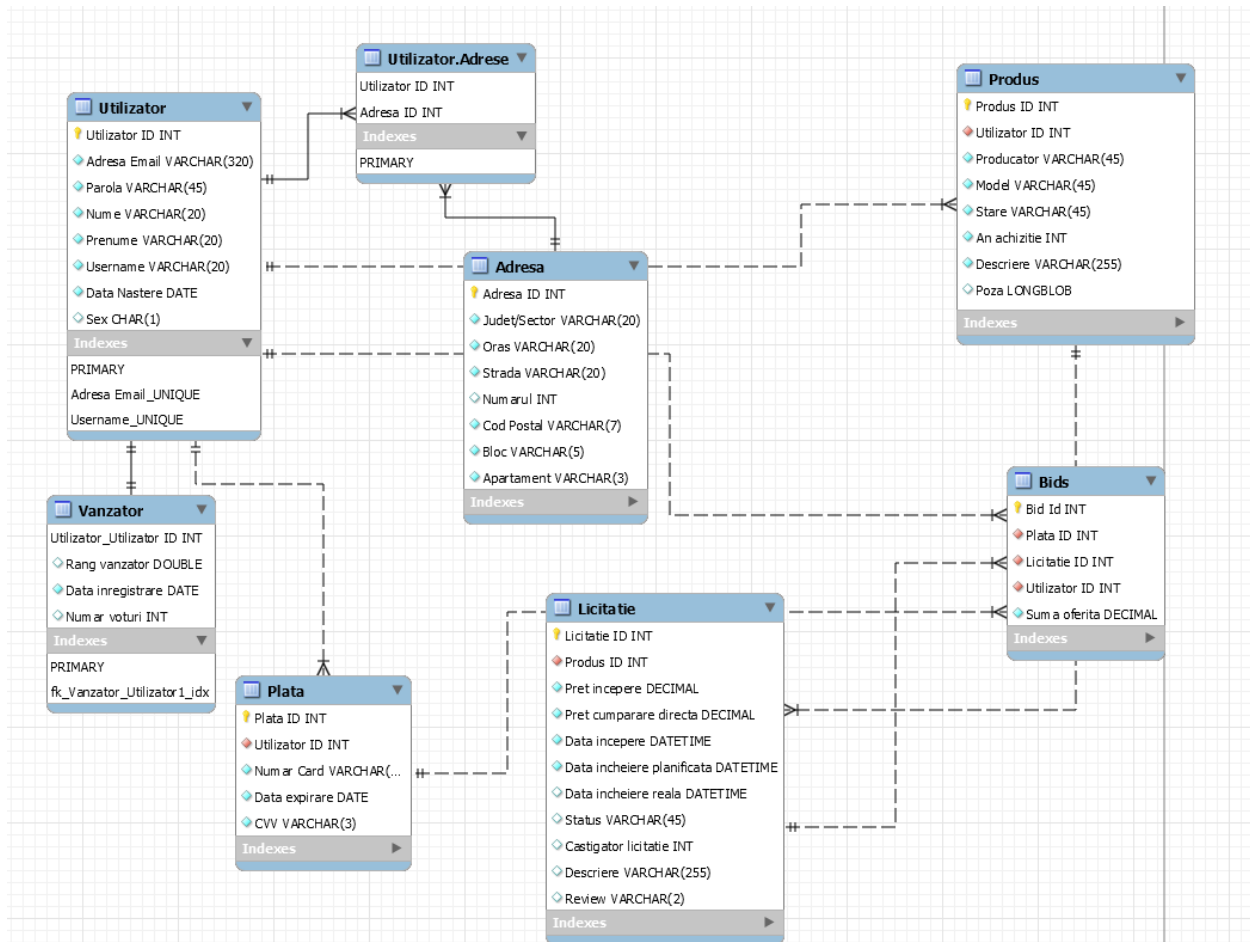 Utilizator.Adrese
Utilizator ID INT
Adresa ID INT
Indexes
PRIMARY
Utilizator
Utilizator ID INT
Adresa Email VARCHAR(320)
Parola VARCHAR(45)
Nume VARCHAR(20)
Prenume VARCHAR(20)
Username VARCHAR(20)
Data Nastere DATE
Sex CHAR(1)
Indexes
PRIMARY
Adresa Email_UNIQUE
Username_UNIQUE
Produs
Produs ID INT
Utilizator ID INT
Producator VARCHAR(45)
Model VARCHAR(45)
Stare VARCHAR(45)
An achizitie INT
Descriere VARCHAR(255)
Poza LONGBLOB
Indexes
Adresa
Adresa ID INT
Judet/Sector VARCHAR(20)
Oras VARCHAR(20)
Strada VARCHAR(20)
Numarul INT
Cod Postal VARCHAR(7)
Bloc VARCHAR(5)
Apartament VARCHAR(3)
Indexes
Vanzator
Utilizator_Utilizator ID INT
Rang vanzator DOUBLE
Data inregistrare DATE
Numar voturi INT
Indexes
PRIMARY
fk_Vanzator_Utilizator1_idx
Bids
Bid Id INT
Plata ID INT
Licitatie ID INT
Utilizator ID INT
Suma oferita DECIMAL
Indexes
Plata
Plata ID INT
Utilizator ID INT
Numar Card VARCHAR(...
Data expirare DATE
CVV VARCHAR(3)
Indexes
Licitatie
Licitatie ID INT
Produs ID INT
Pret incepere DECIMAL
Pret cumparare directa DECIMAL
Data incepere DATETIME
Data incheiere planificata DATETIME
Data incheiere reala DATETIME
Status VARCHAR(45)
Castigator licitatie INT
Descriere VARCHAR(255)
Review VARCHAR(2)
Indexes